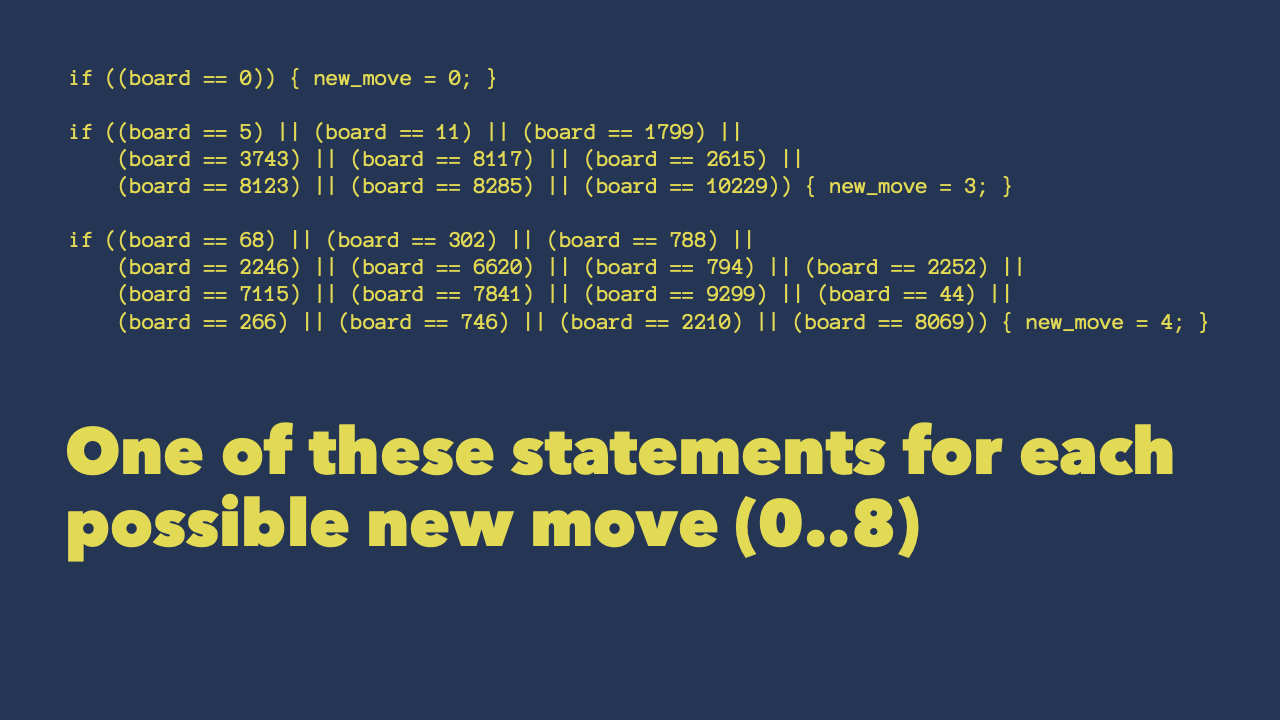 if ((board == 0)) { new_move = 0; }
if ((board == 5) || (board == 11) || (board == 1799) ||
(board == 3743) || (board == 8117) || (board == 2615) ||
(board == 8123) || (board == 8285) || (board == 10229)) { new_move = 3; }
if ((board == 68) || (board == 302) || (board == 788) ||
(board == 2246) || (board == 6620) || (board == 794) || (board == 2252) ||
(board == 7115) || (board == 7841) || (board == 9299) || (board == 44) ||
(board == 266) || (board == 746) || (board == 2210) || (board == 8069)) { new_move = 4; }
One of these statements for each
possible new move (0..8)